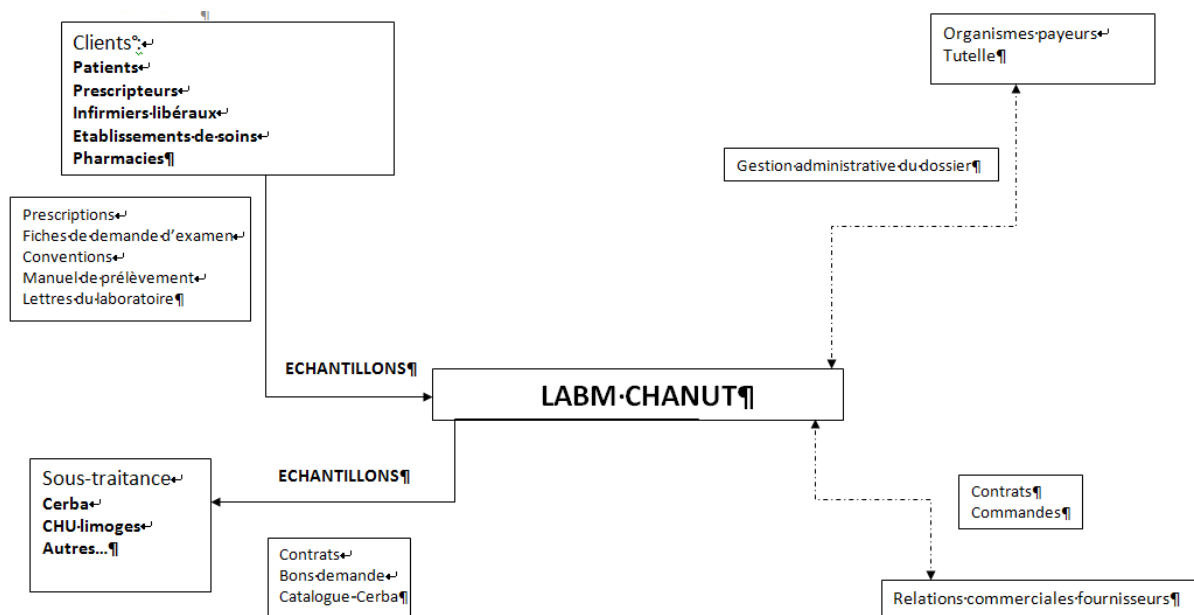 Clients°:
Patients
Prescripteurs
Infirmiers libéraux
Etablissements de soins
Pharmacies
Organismes payeurs
Tutelle
Gestion administrative du dossier
Prescriptions
Fiches de demande d’examen
Conventions
Manuel de prélèvement
Lettres du laboratoire
ECHANTILLONS
LABM CHANUT
ECHANTILLONS
Sous-traitance
Cerba
CHU limoges
Autres...
Contrats
Bons demande
Catalogue Cerba
Contrats
Commandes
Relations commerciales fournisseurs